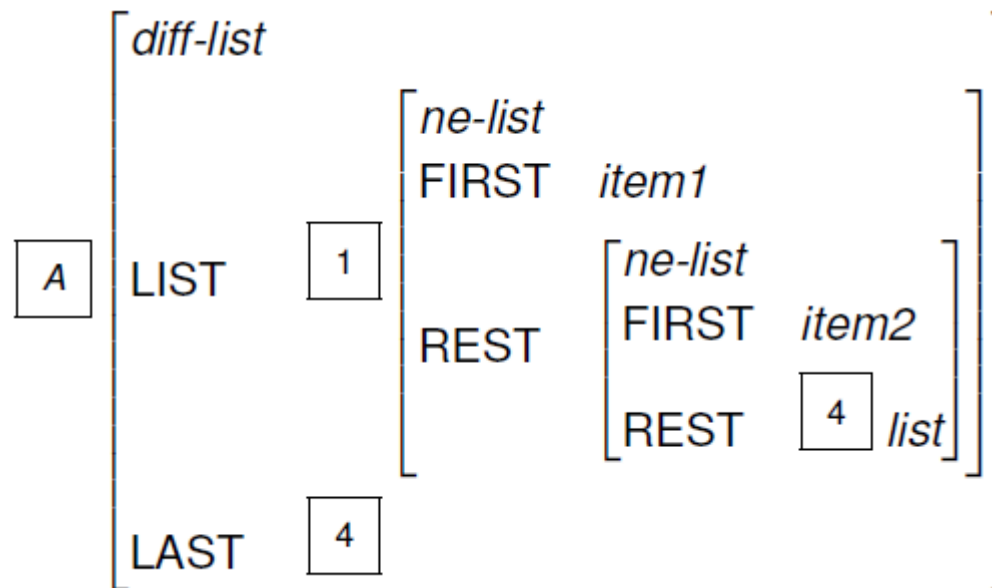 diff-list
ne-list
FIRST item1
A LIST 1
ne-list
FIRST item2
REST
REST 4 list
LAST 4